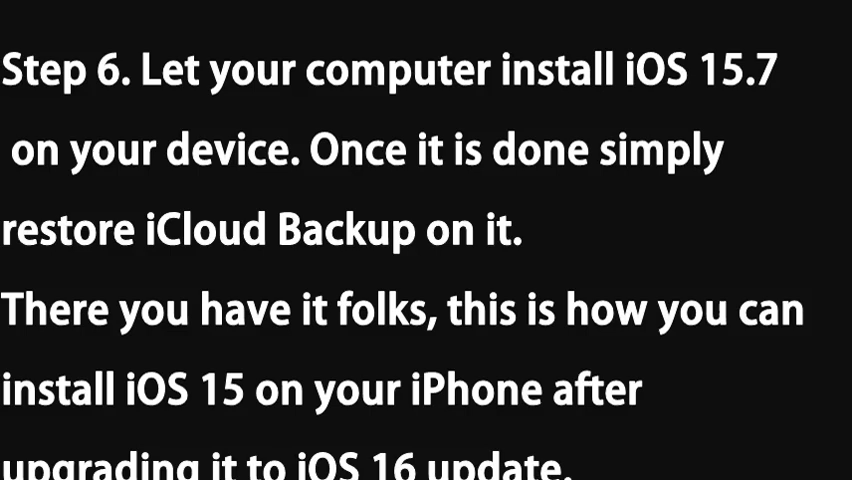 Step 6. Let your computer install iOS 15.7
on your device. Once it is done simply
restore iCloud Backup on it.
There you have it folks, this is how you can
install iOS 15 on your iPhone after
upgrading it to iOS 16 update.